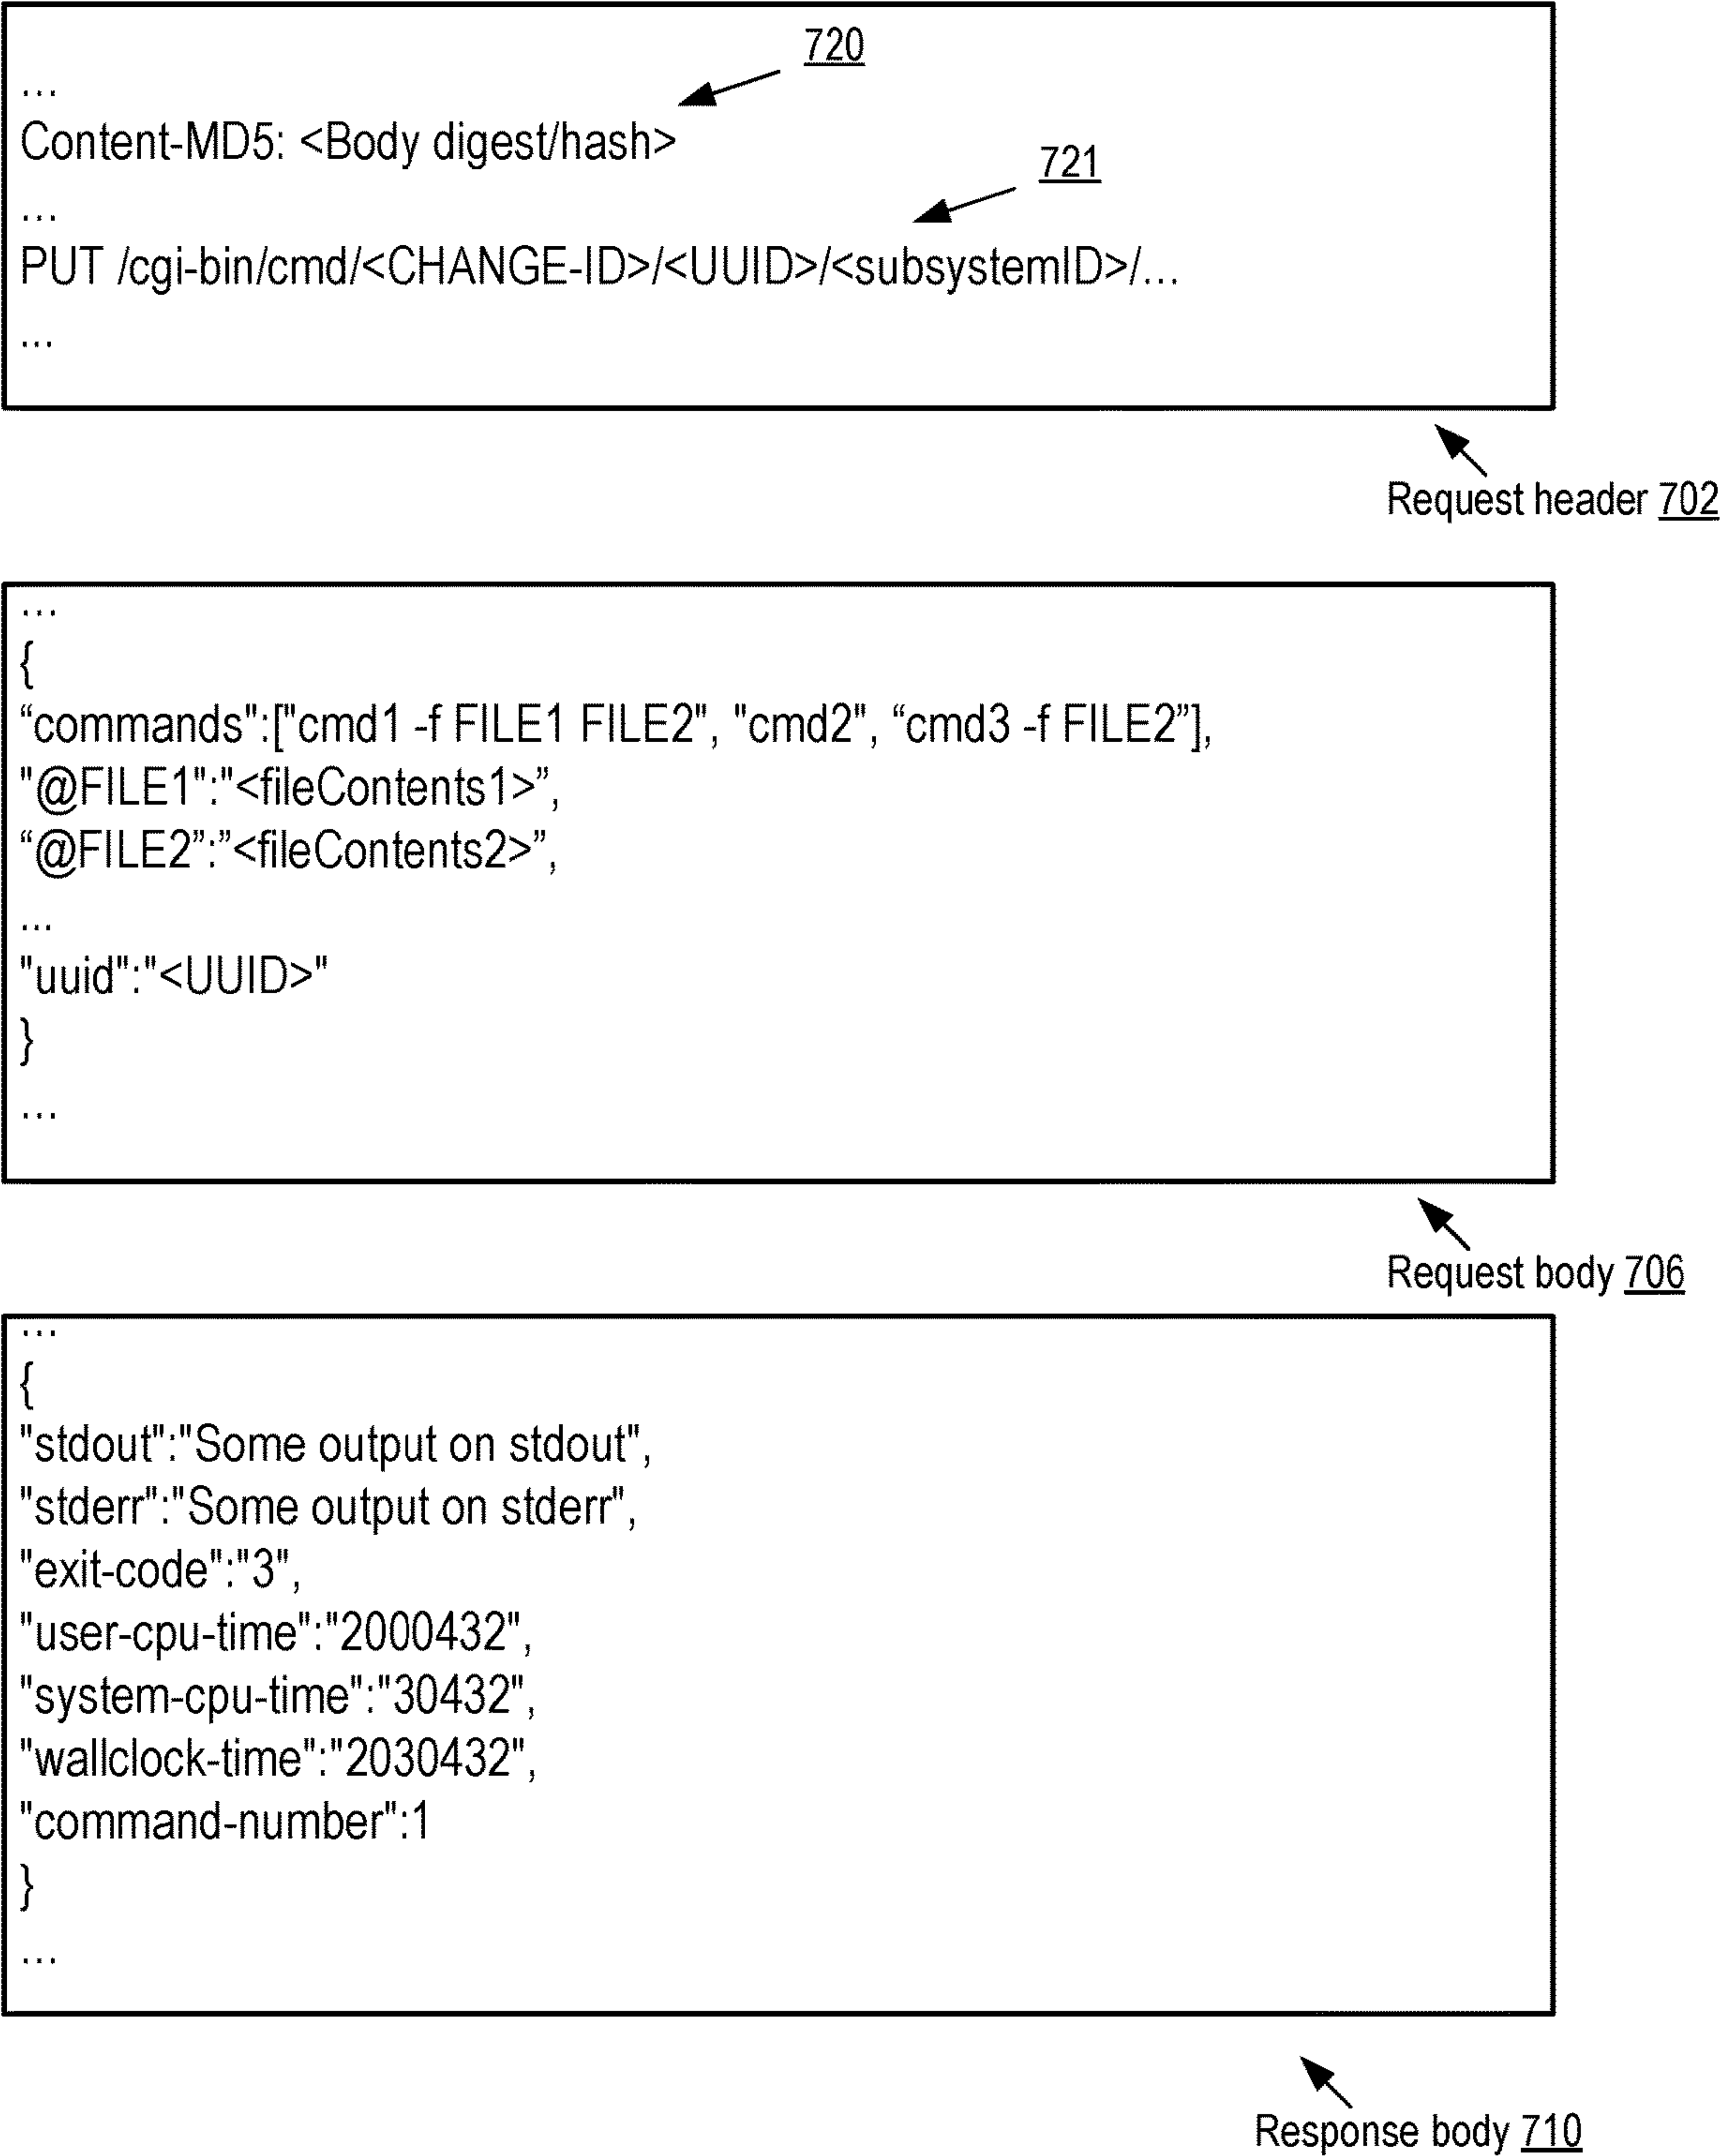 720
...
Content-MD5: <Body digest/hash>
721
...
PUT /cgi-bin/cmd/<CHANGE-ID>/<UUID>/<subsystemID>/...
...
Request header 702
...
{
“commands":["cmd1 -f FILE1 FILE2", "cmd2", “cmd3 -f FILE2”],
"@FILE1":"<fileContents1>”,
“@FILE2”:”<fileContents2>”,
...
"uuid":"<UUID>"
}
...
Request body 706
...
{
"stdout":"Some output on stdout",
"stderr":"Some output on stderr",
"exit-code":"3",
"user-cpu-time":"2000432",
"system-cpu-time":"30432",
"wallclock-time":"2030432",
"command-number":1
}
...
Response body 710